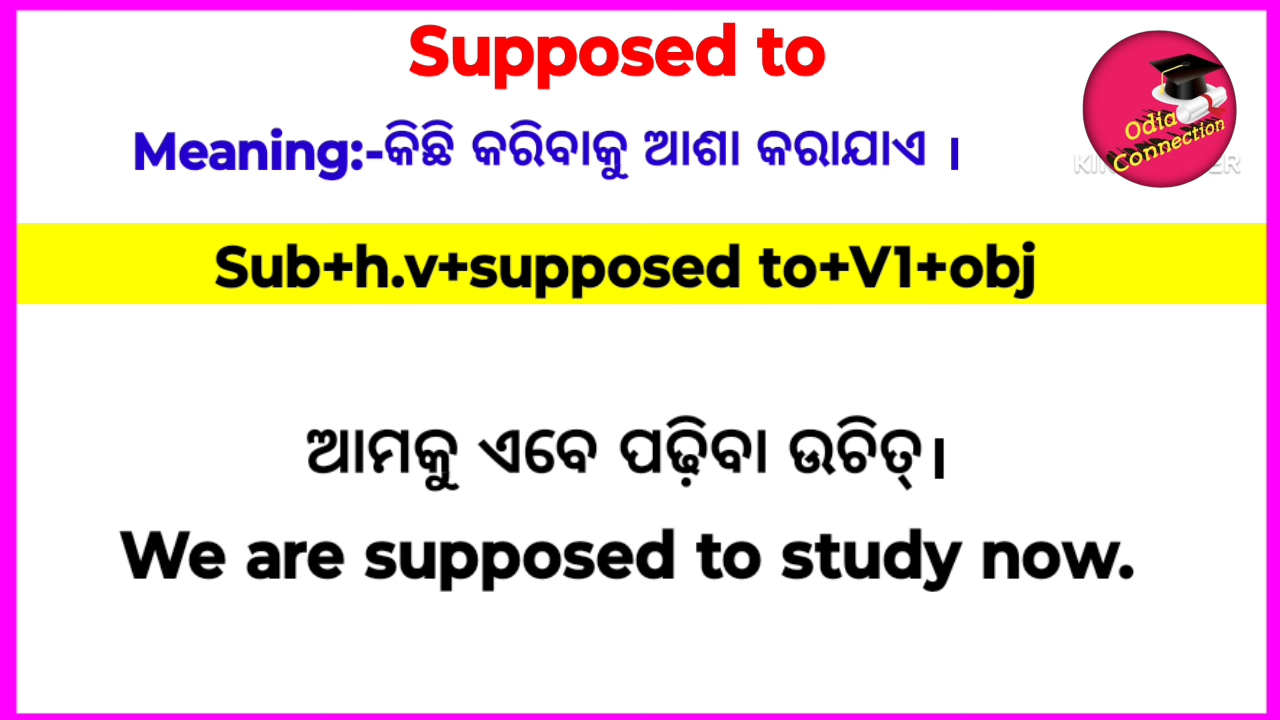 Supposed to
Meaning:-କିଛି କରିବାକୁ ଆଶା କରାଯାଏ ।
Odia
Connection
Sub+h.v+supposed to+V1+obj
ଆମକୁ ଏବେ ପଢ଼ିବା ଉଚିତ୍।
We are supposed to study now.